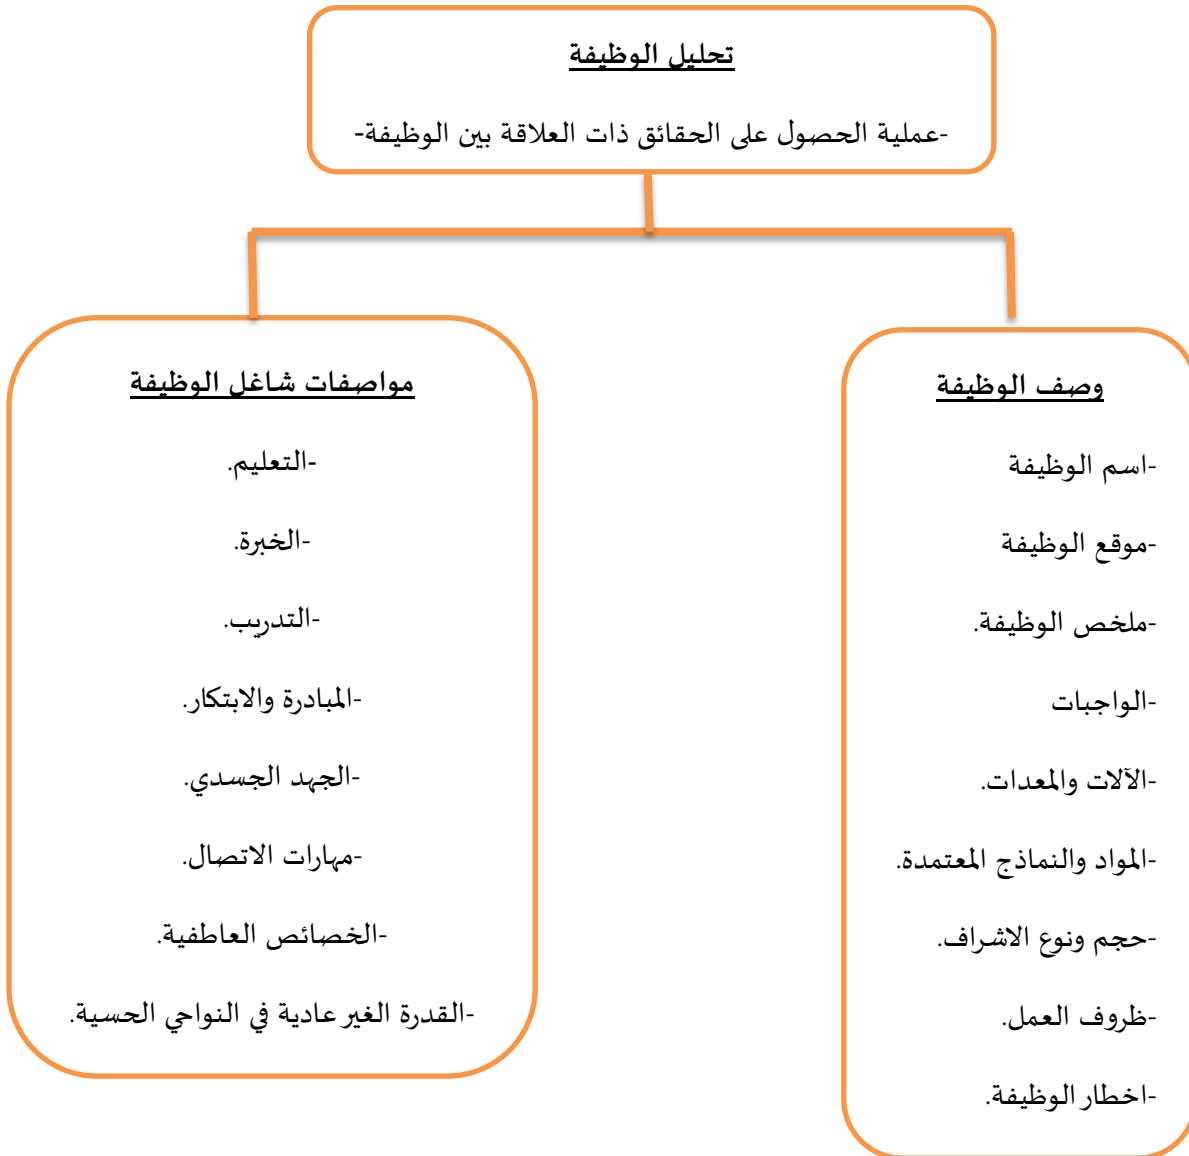 تحليل الوظيفة
-عملية الحصول على الحقائق ذات العلاقة بين الوظيفة-
وصف الوظيفة
-اسم الوظيفة
-موقع الوظيفة
-ملخص الوظيفة.
-الواجبات
-الآلات والمعدات.
-المواد والنماذج المعتمدة.
-حجم ونوع الاشراف.
-ظروف العمل.
-اخطار الوظيفة.
مواصفات شاغل الوظيفة
-التعليم.
-الخبرة.
-التدريب.
-المبادرة والابتكار.
-الجهد الجسدي.
-مهارات الاتصال.
-الخصائص العاطفية.
-القدرة الغير عادية في النواحي الحسية.